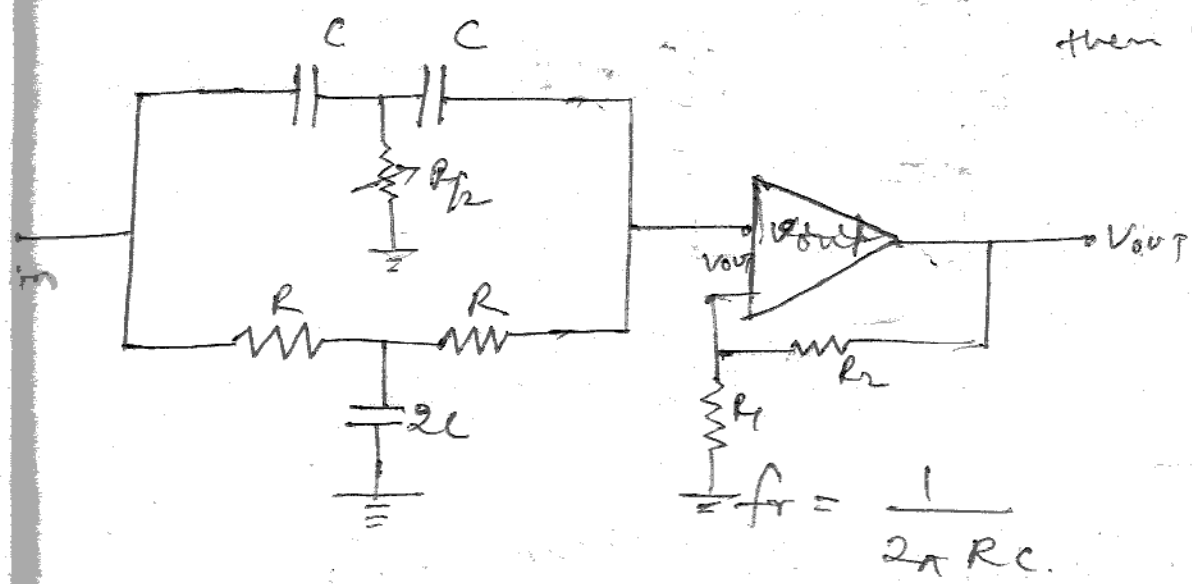 C C
then
R/2
in
VOUT
VOUT
R R
R2
2C
R1
fr = 1 / 2π RC.